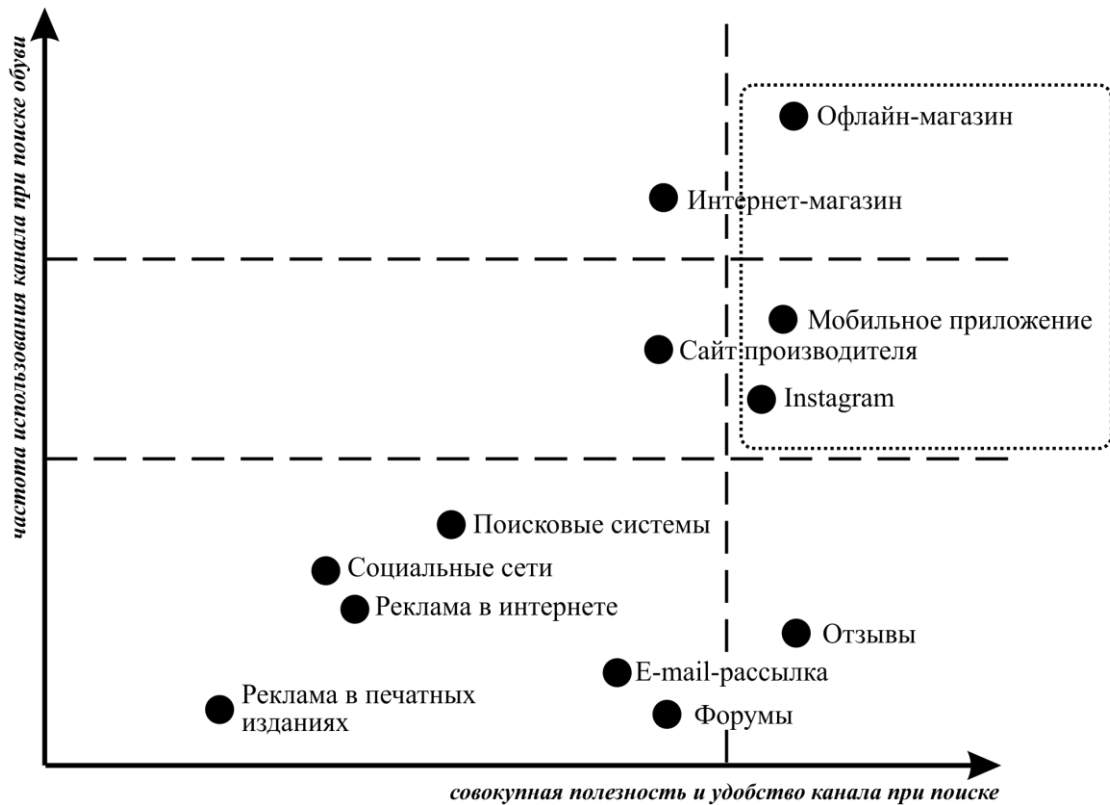 частота использования канала при поиске обуви
Офлайн-магазин
Интернет-магазин
Мобильное приложение
Сайт производителя
Instagram
Поисковые системы
Социальные сети
Реклама в интернете
Отзывы
E-mail-рассылка
Реклама в печатных
изданиях
Форумы
совокупная полезность и удобство канала при поиске